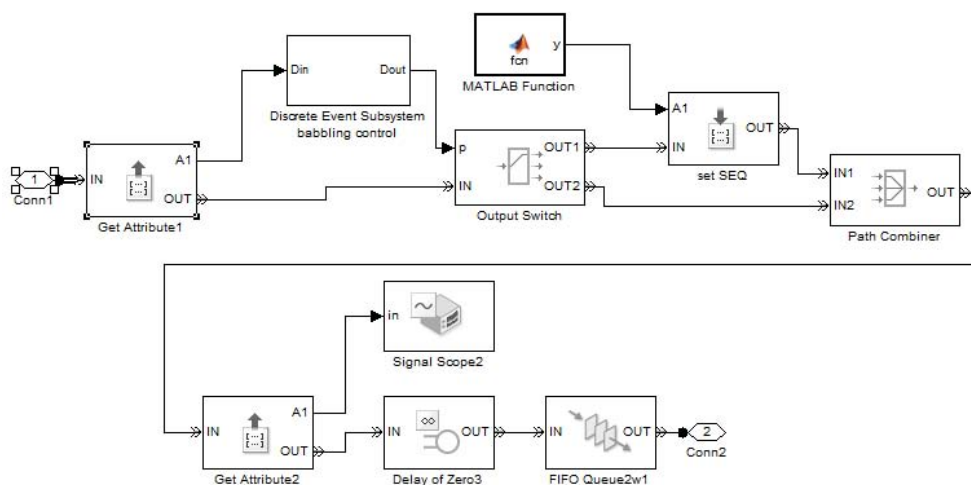 Din
Dout
Discrete Event Subsystem
babbling control
fcn
y
MATLAB Function
A1
[...]
IN
OUT
set SEQ
1
Conn1
IN
[...]
A1
OUT
Get Attribute1
p
IN
OUT1
OUT2
Output Switch
IN1
IN2
OUT
Path Combiner
in
Signal Scope2
IN
[...]
A1
OUT
Get Attribute2
IN
OUT
Delay of Zero3
IN
OUT
FIFO Queue2w1
2
Conn2